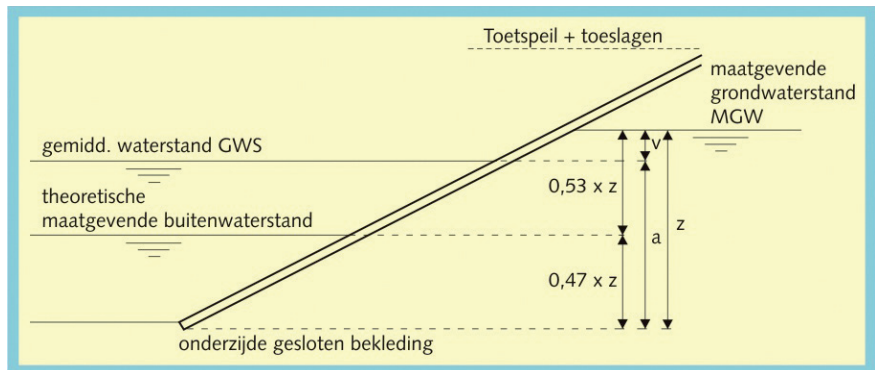 Toetspeil + toeslagen
maatgevende
grondwaterstand
MGW
gemidd. waterstand GWS
v
0,53 x z
theoretische
maatgevende buitenwaterstand
a
z
0,47 x z
onderzijde gesloten bekleding